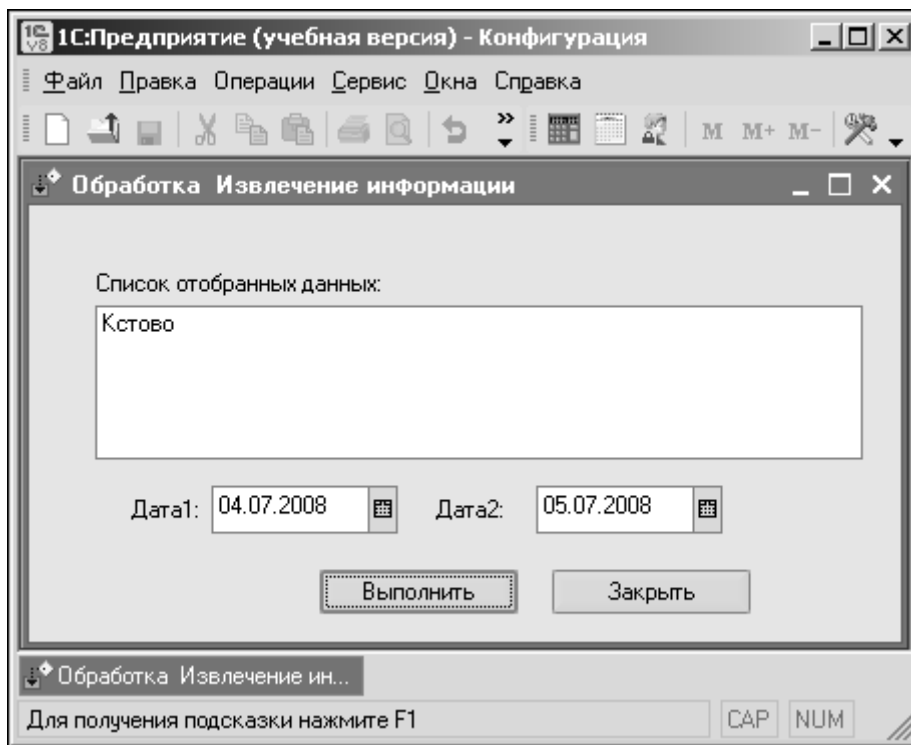 1С:Предприятие (учебная версия) - Конфигурация
Файл Правка Операции Сервис Окна Справка
M M+ M-
Обработка Извлечение информации
Список отобранных данных:
Кстово
Дата1: 04.07.2008 Дата2: 05.07.2008
Выполнить Закрыть
Обработка Извлечение ин...
Для получения подсказки нажмите F1 CAP NUM